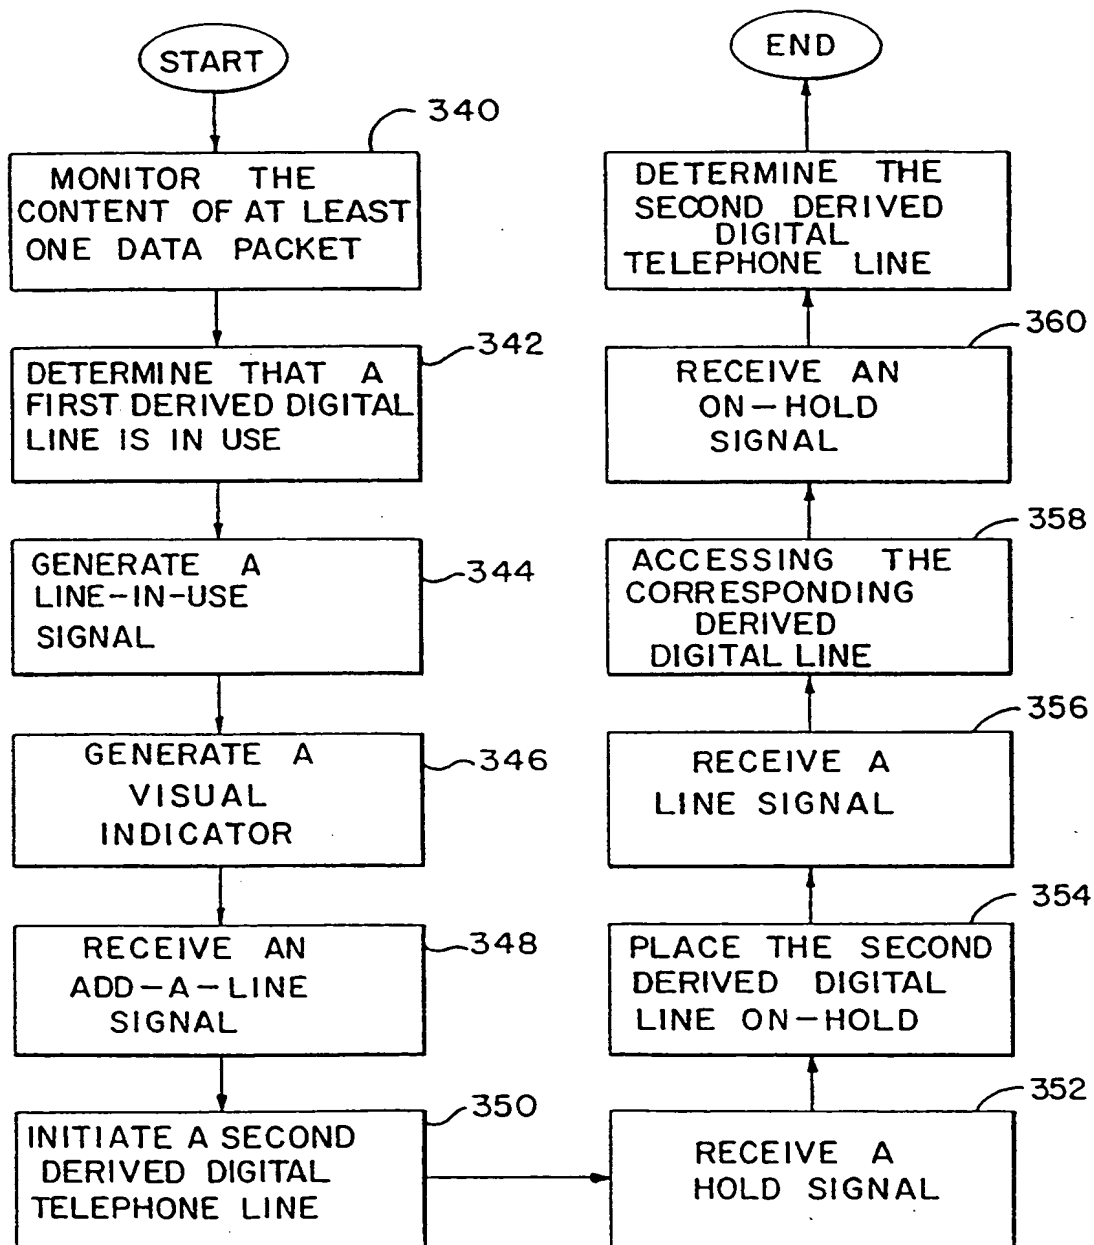 START
340
MONITOR THE
CONTENT OF AT LEAST
ONE DATA PACKET
342
DETERMINE THAT A
FIRST DERIVED DIGITAL
LINE IS IN USE
344
GENERATE A
LINE-IN-USE
SIGNAL
346
GENERATE A
VISUAL
INDICATOR
348
RECEIVE AN
ADD-A-LINE
SIGNAL
350
INITIATE A SECOND
DERIVED DIGITAL
TELEPHONE LINE
352
RECEIVE A
HOLD SIGNAL
354
PLACE THE SECOND
DERIVED DIGITAL
LINE ON-HOLD
356
RECEIVE A
LINE SIGNAL
358
ACCESSING THE
CORRESPONDING
DERIVED
DIGITAL LINE
360
RECEIVE AN
ON-HOLD
SIGNAL
DETERMINE THE
SECOND DERIVED
DIGITAL
TELEPHONE LINE
END